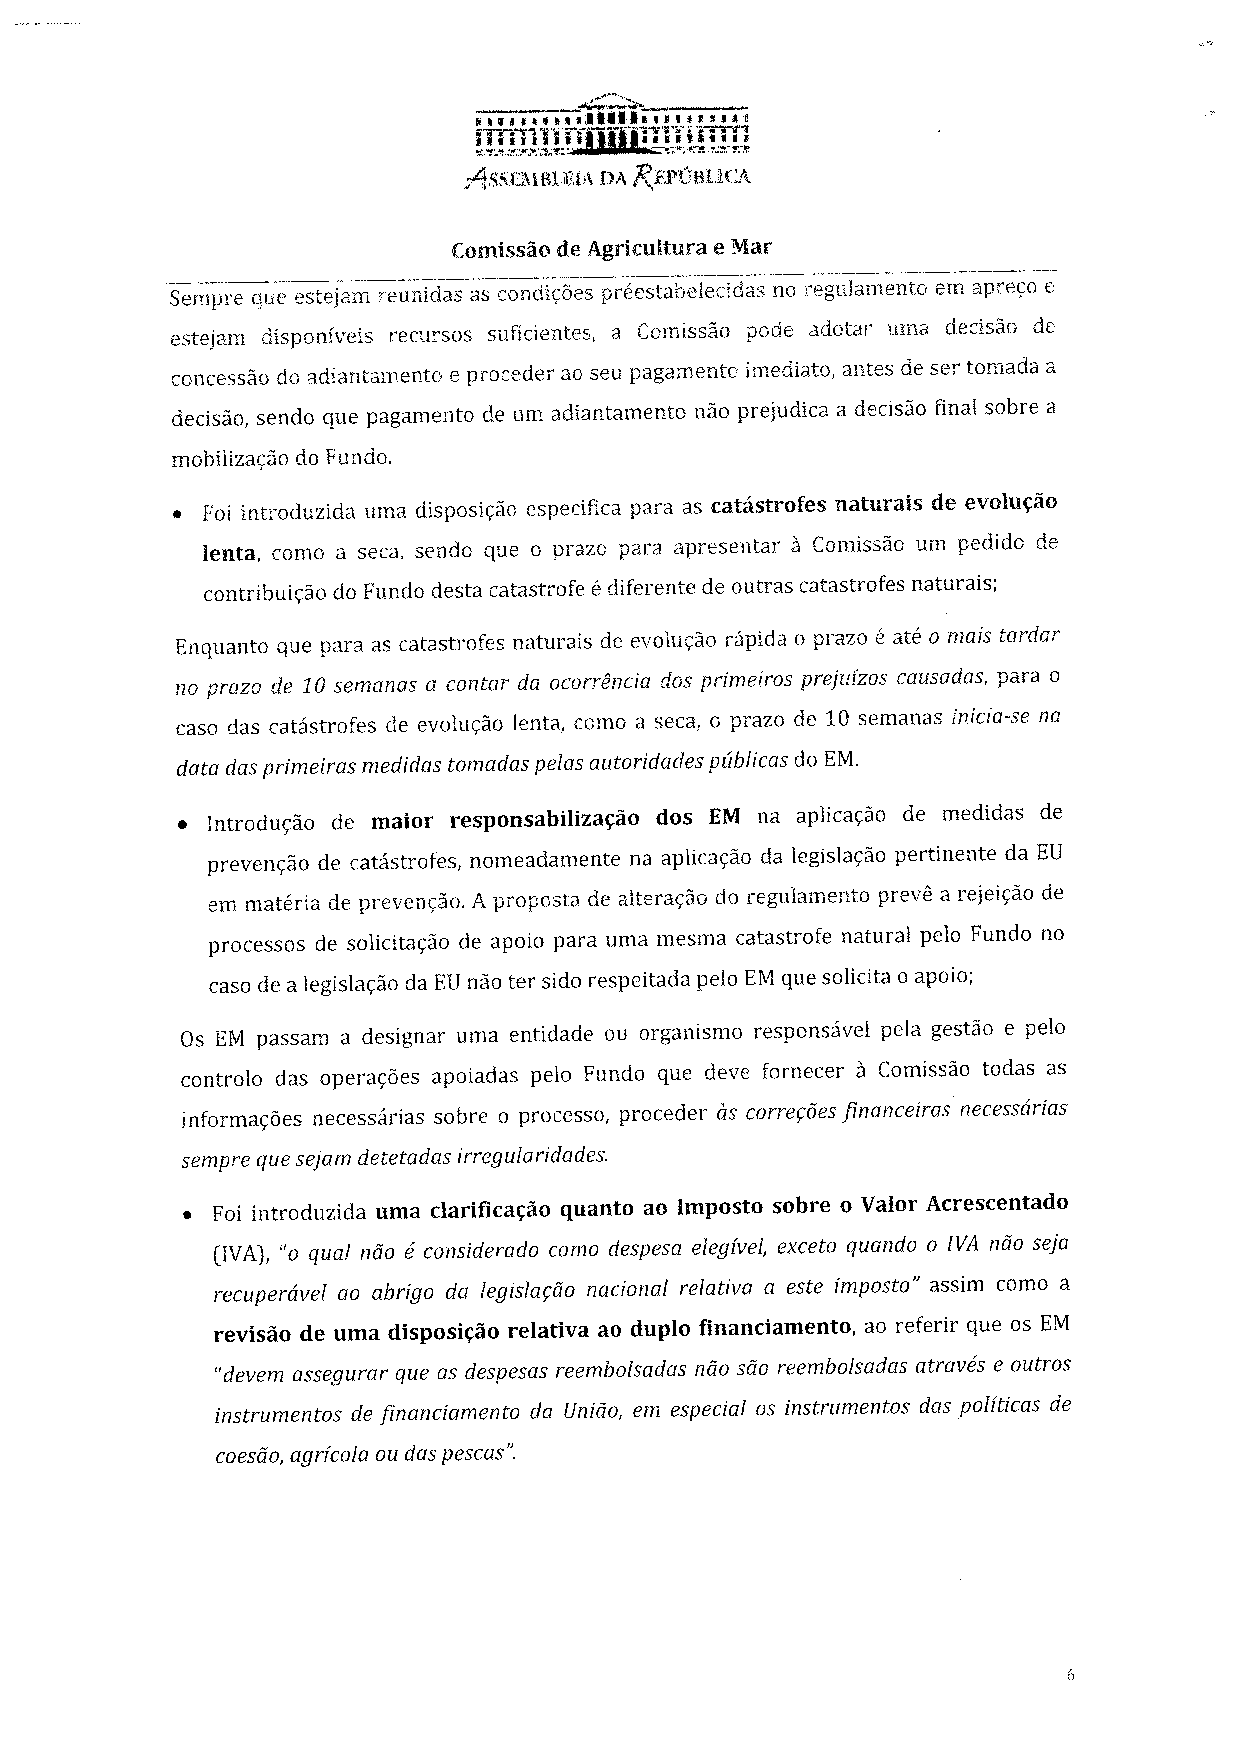 ASSEMBLEIA DA REPÚBLICA
Comissão de Agricultura e Mar
Sempre que estejam reunidas as condições préestabelecidas no regulamento em apreço e
estejam disponíveis recursos suficientes, a Comissão pode adotar uma decisão de
concessão do adiantamento e proceder ao seu pagamento imediato, antes de ser tomada a
decisão, sendo que pagamento de um adiantamento não prejudica a decisão final sobre a
mobilização do Fundo.
• Foi introduzida uma disposição especifica para as catástrofes naturais de evolução
lenta, como a seca, sendo que o prazo para apresentar à Comissão um pedido de
contribuição do Fundo desta catastrofe é diferente de outras catastrofes naturais;
Enquanto que para as catastrofes naturais de evolução rápida o prazo é até o mais tardar
no prazo de 10 semanas a contar da ocorrência dos primeiros prejuízos causadas, para o
caso das catástrofes de evolução lenta, como a seca, o prazo de 10 semanas inicia-se na
data das primeiras medidas tomadas pelas autoridades públicas do EM.
• Introdução de maior responsabilização dos EM na aplicação de medidas de
prevenção de catástrofes, nomeadamente na aplicação da legislação pertinente da EU
em matéria de prevenção. A proposta de alteração do regulamento prevê a rejeição de
processos de solicitação de apoio para uma mesma catastrofe natural pelo Fundo no
caso de a legislação da EU não ter sido respeitada pelo EM que solicita o apoio;
Os EM passam a designar uma entidade ou organismo responsável pela gestão e pelo
controlo das operações apoiadas pelo Fundo que deve fornecer à Comissão todas as
informações necessárias sobre o processo, proceder às correções financeiras necessárias
sempre que sejam detetadas irregularidades.
• Foi introduzida uma clarificação quanto ao Imposto sobre o Valor Acrescentado
(IVA), "o qual não é considerado como despesa elegível, exceto quando o IVA não seja
recuperável ao abrigo da legislação nacional relativa a este imposto" assim como a
revisão de uma disposição relativa ao duplo financiamento, ao referir que os EM
"devem assegurar que as despesas reembolsadas não são reembolsadas através e outros
instrumentos de financiamento da União, em especial os instrumentos das políticas de
coesão, agrícola ou das pescas".
6